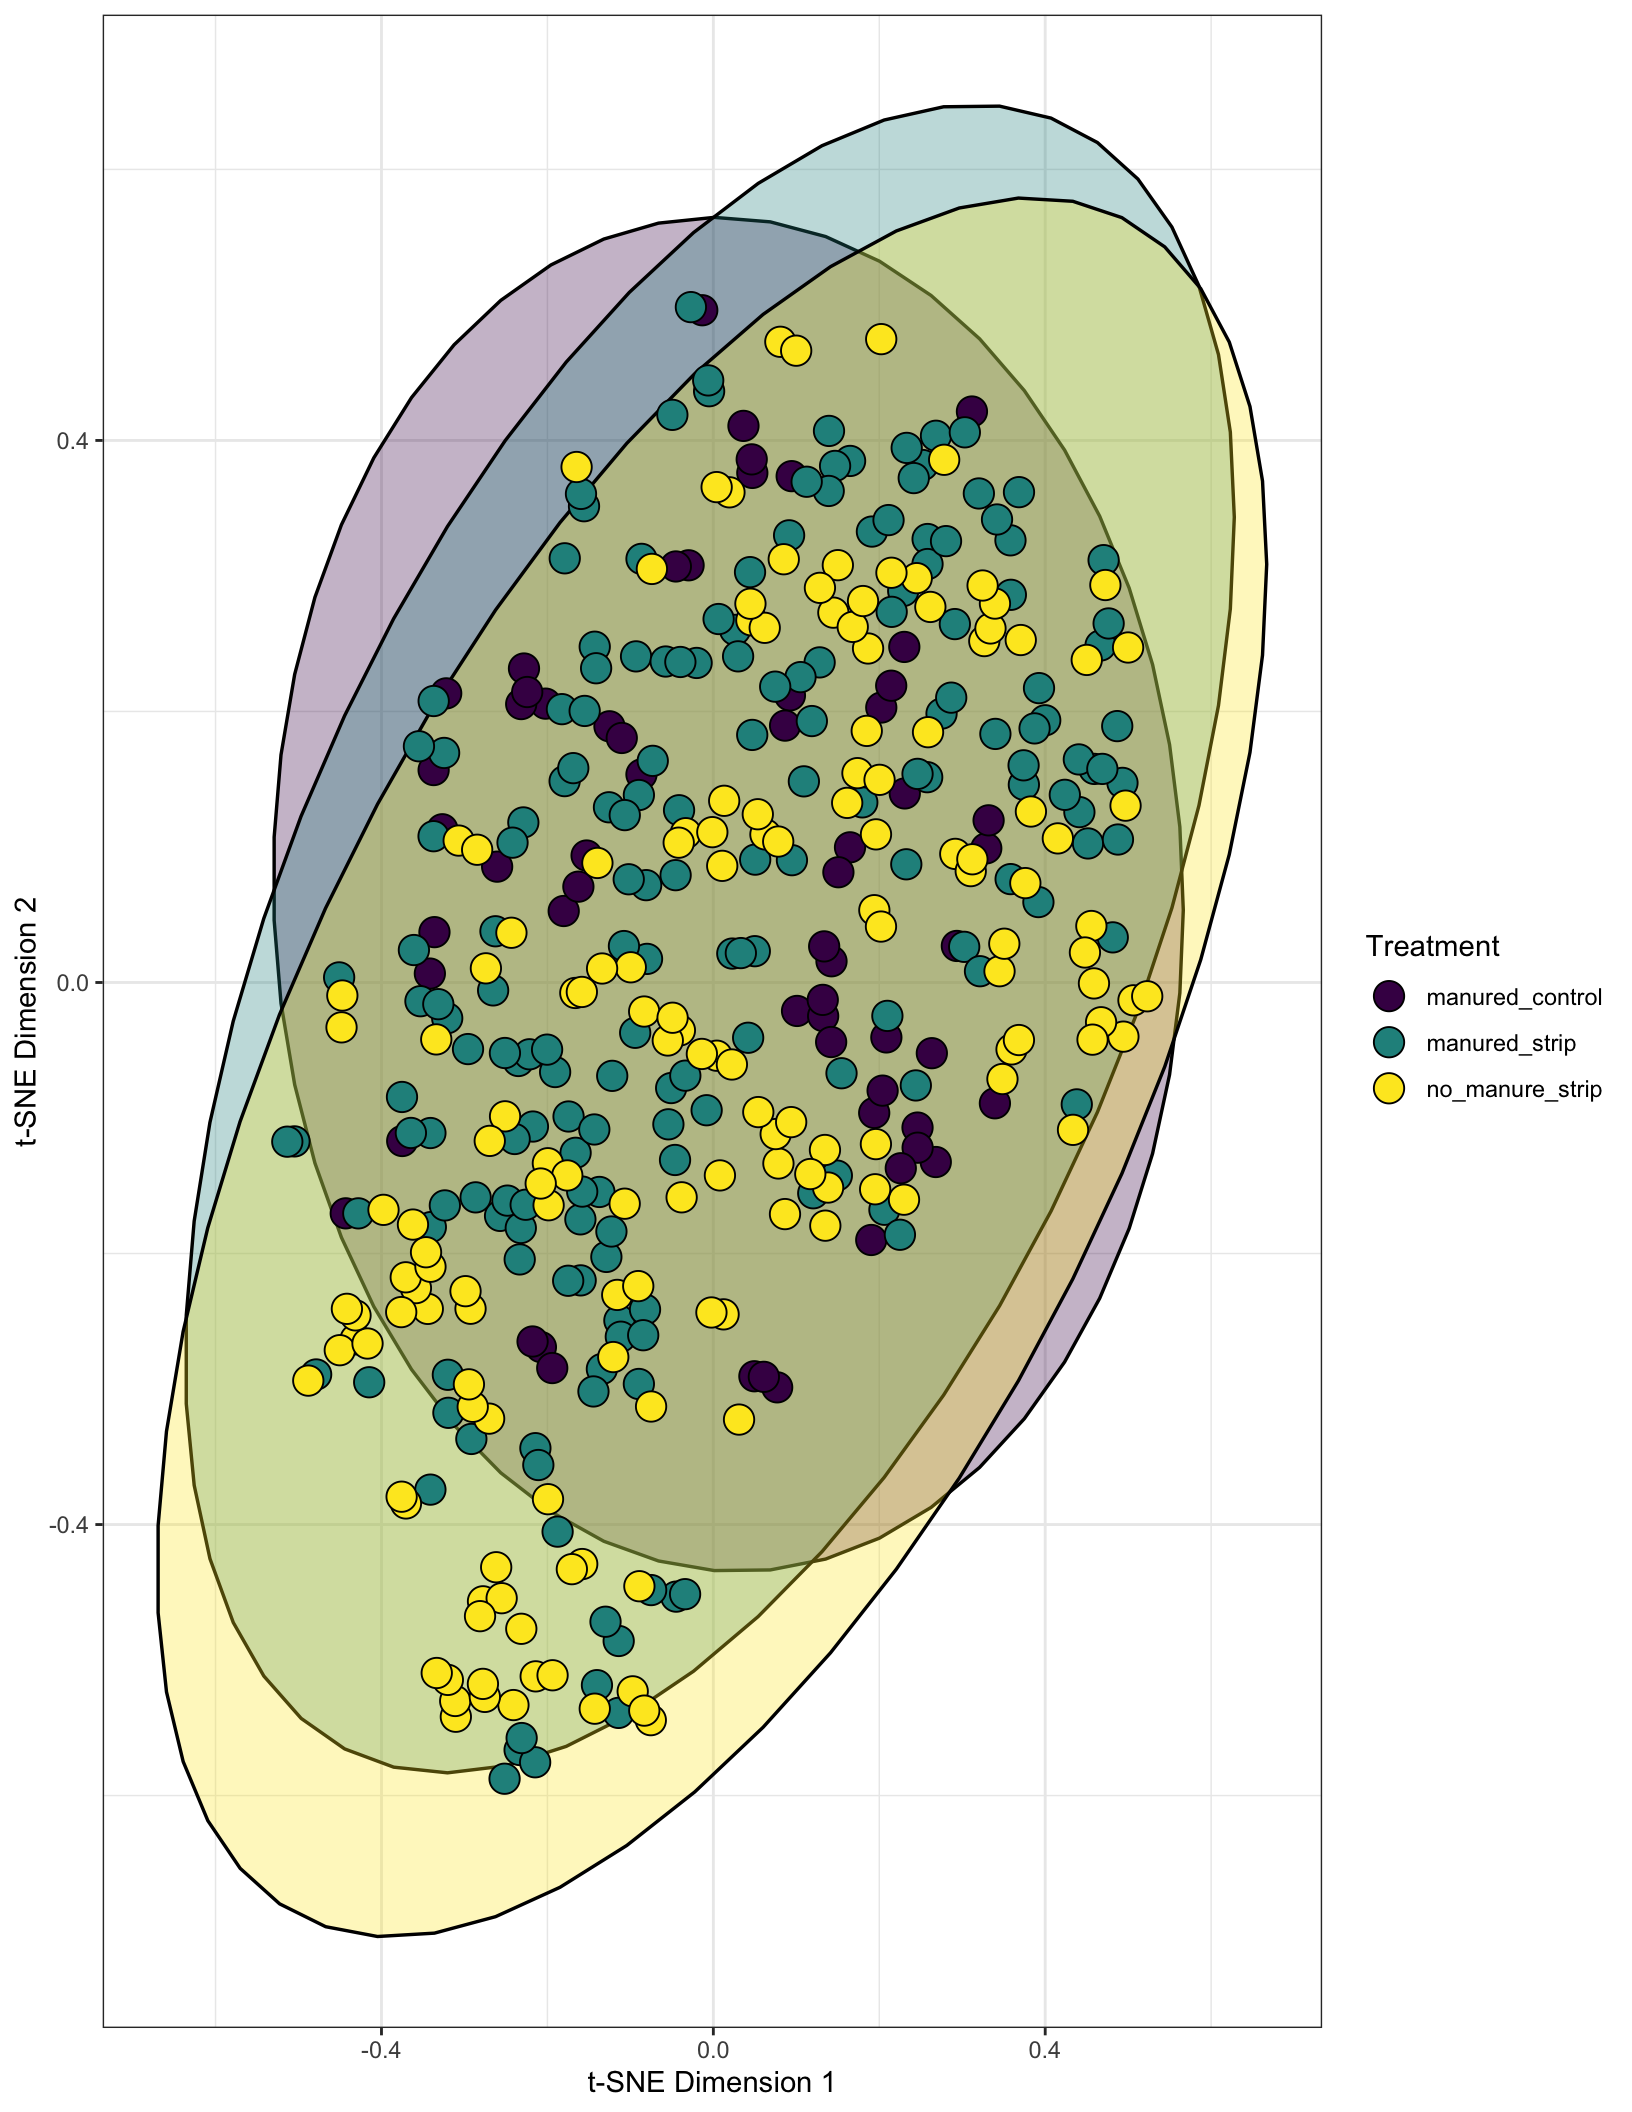 0.4
0.0
-0.4
t-SNE Dimension 2
-0.4
0.0
0.4
t-SNE Dimension 1
Treatment
manured_control
manured_strip
no_manure_strip